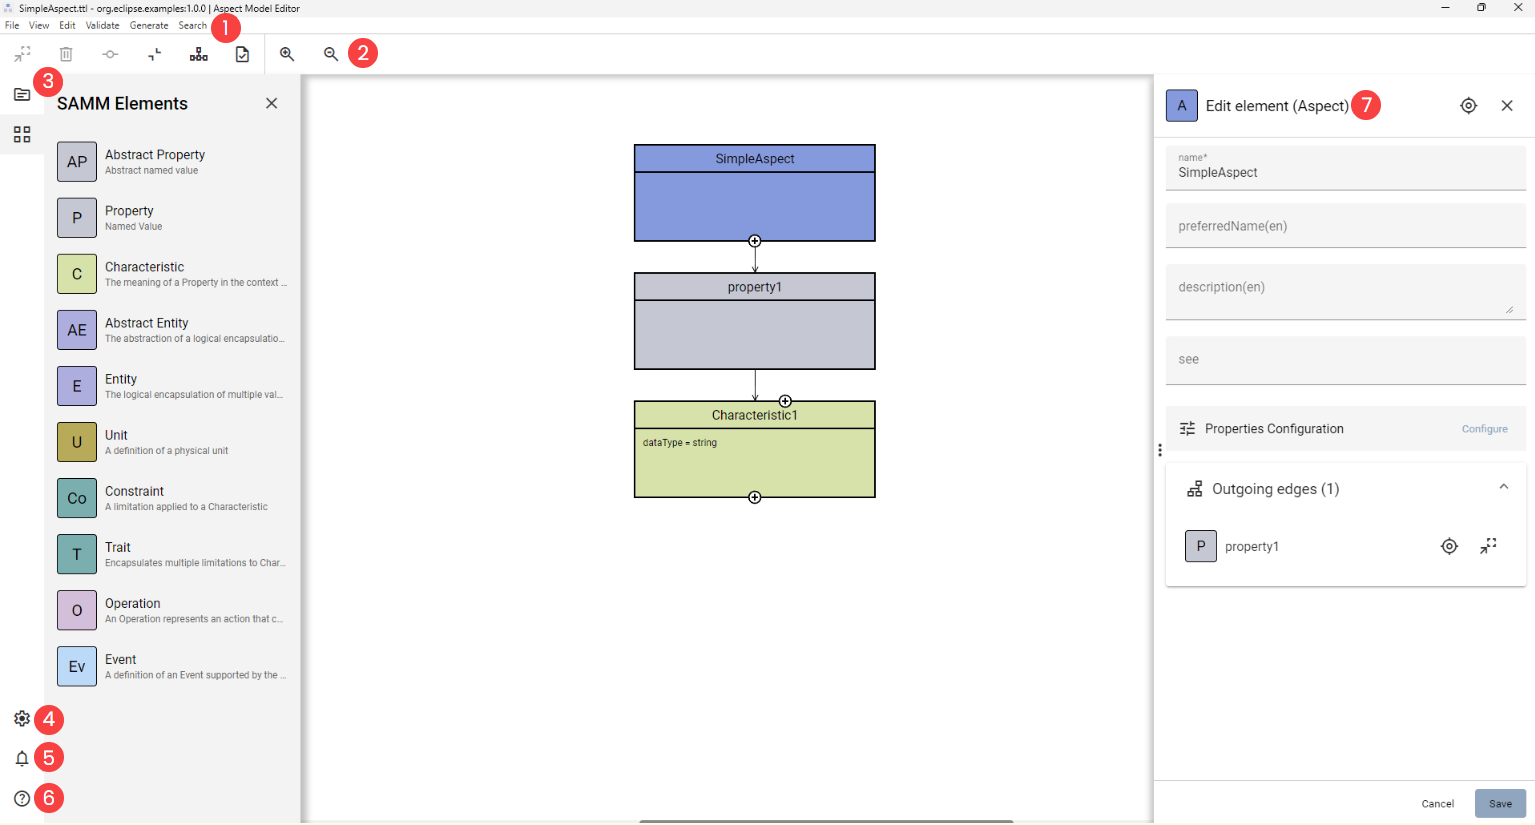 SimpleAspect.ttl - org.eclipse.examples:1.0.0 | Aspect Model Editor
File View Edit Validate Generate Search
1
2
3
SAMM Elements
AP
Abstract Property
Abstract named value
P
Property
Named Value
C
Characteristic
The meaning of a Property in the context ...
AE
Abstract Entity
The abstraction of a logical encapsulatio...
E
Entity
The logical encapsulation of multiple val...
U
Unit
A definition of a physical unit
Co
Constraint
A limitation applied to a Characteristic
T
Trait
Encapsulates multiple limitations to Char...
O
Operation
An Operation represents an action that c...
Ev
Event
A definition of an Event supported by the ...
4
5
6
SimpleAspect
property1
Characteristic1
dataType = string
A
Edit element (Aspect)
7
name*
SimpleAspect
preferredName(en)
description(en)
see
Properties Configuration
Configure
Outgoing edges (1)
P
property1
Cancel
Save